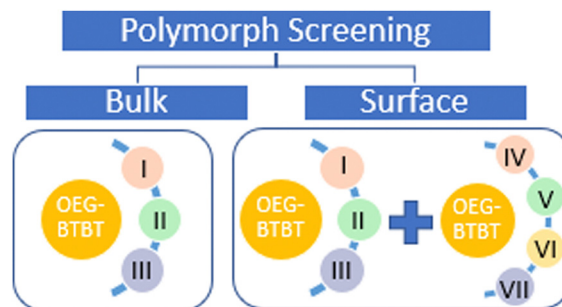 Polymorph Screening
Bulk
Surface
I
OEG-
BTBT
II
III
I
OEG-
BTBT
II
III
IV
OEG-
BTBT
V
VI
VII